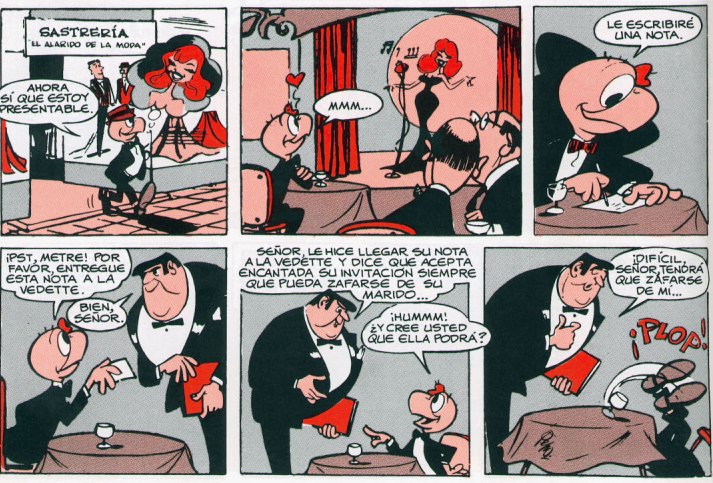 SASTRERÍA
"EL ALARIDO DE LA MODA"
AHORA
SÍ QUE ESTOY
PRESENTABLE.
MMM...
LE ESCRIBIRÉ
UNA NOTA.
¡PST, METRE! POR
FAVOR, ENTREGUE
ESTA NOTA A LA
VEDETTE.
BIEN,
SEÑOR.
SEÑOR, LE HICE LLEGAR SU NOTA
A LA VEDETTE Y DICE QUE ACEPTA
ENCANTADA SU INVITACIÓN SIEMPRE
QUE PUEDA ZAFARSE DE SU
MARIDO...
¡HUMMM!
¿Y CREE USTED
QUE ELLA PODRÁ?
¡DIFÍCIL,
SEÑOR, TENDRÁ
QUE ZAFARSE
DE MÍ...
¡PLOP!